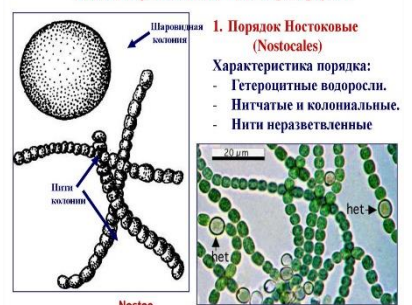 Шаровидная
колония
Нити
колонии
Nostoc
1. Порядок Ностоковые
(Nostocales)
Характеристика порядка:
- Гетероцитные водоросли.
- Нитчатые и колониальные.
- Нити неразветвленные
20 µm
het
het